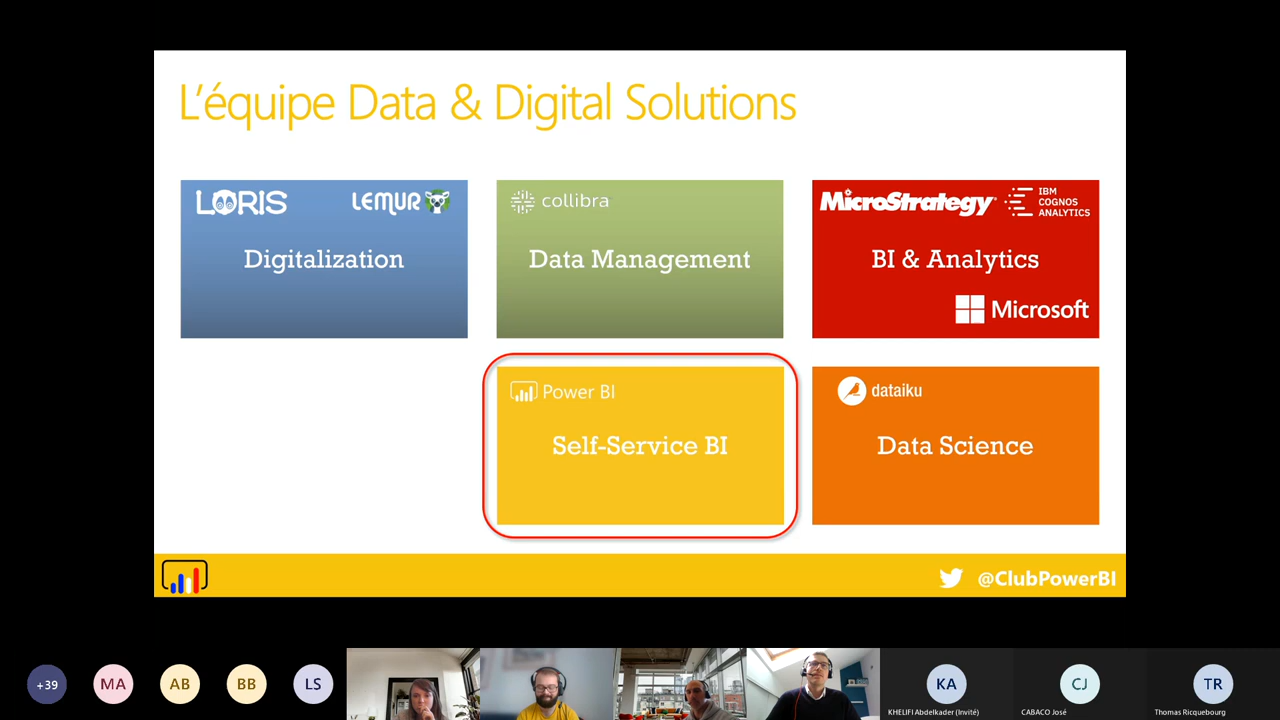 L'équipe Data & Digital Solutions
LORIS
LEMUR
Digitalization
collibra
Data Management
MicroStrategy
IBM
COGNOS
ANALYTICS
BI & Analytics
Microsoft
Power BI
Self-Service BI
dataiku
Data Science
@ClubPowerBI
+39
MA
AB
BB
LS
KA
CJ
TR
KHELIFI Abdelkader (Invité)
CABACO José
Thomas Ricquebourg